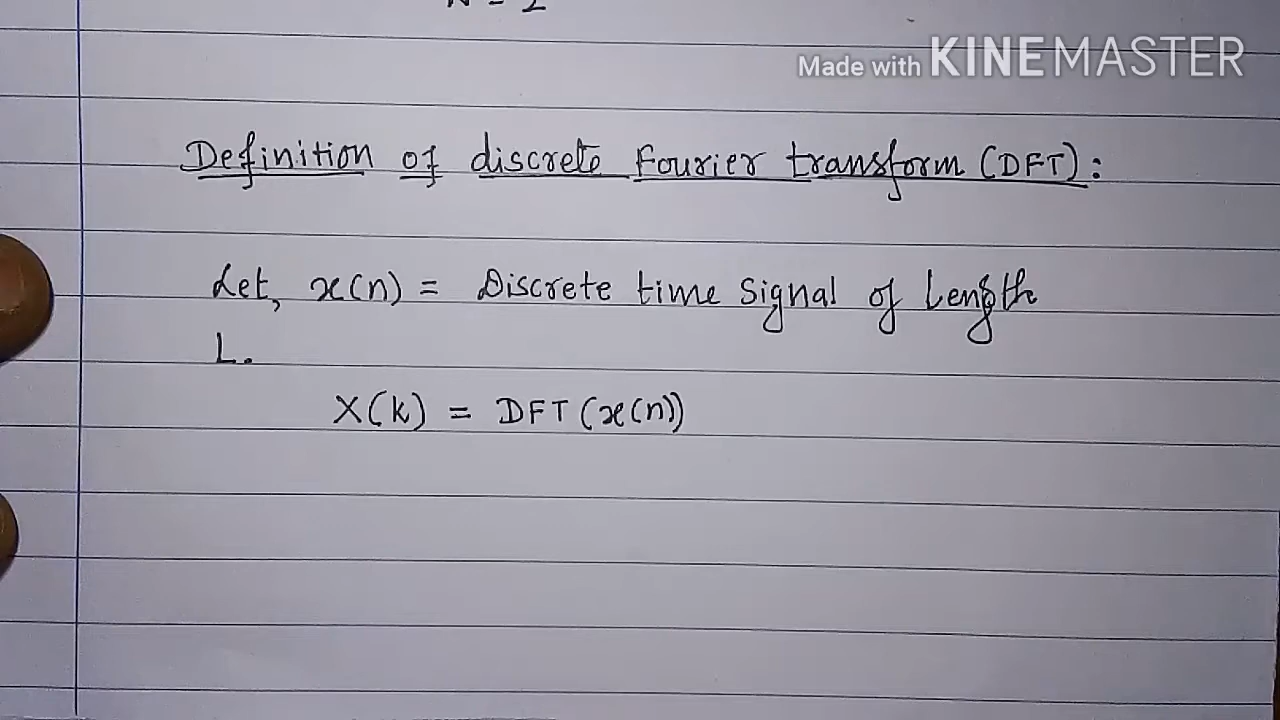 Made with KINEMASTER
Definition of discrete Fourier transform (DFT):
Let, x(n) = Discrete time signal of Length
L.
X(k) = DFT(x(n))